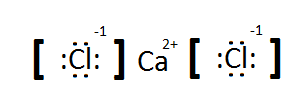 [ :Cl: ]⁻¹ Ca²⁺ [ :Cl: ]⁻¹